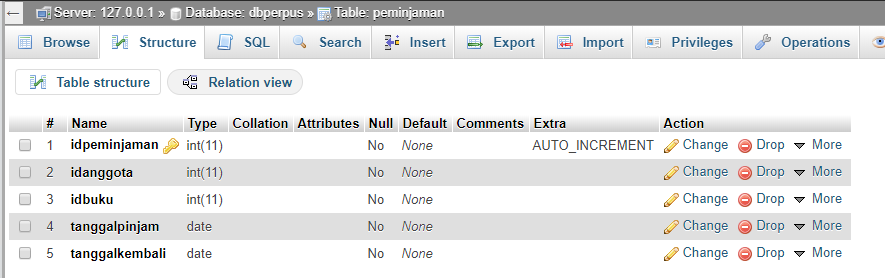 Server: 127.0.0.1 » Database: dbperpus » Table: peminjaman
Browse Structure SQL Search Insert Export Import Privileges Operations
Table structure Relation view
# Name Type Collation Attributes Null Default Comments Extra Action
1 idpeminjaman int(11) No None AUTO_INCREMENT Change Drop More
2 idanggota int(11) No None Change Drop More
3 idbuku int(11) No None Change Drop More
4 tanggalpinjam date No None Change Drop More
5 tanggalkembali date No None Change Drop More